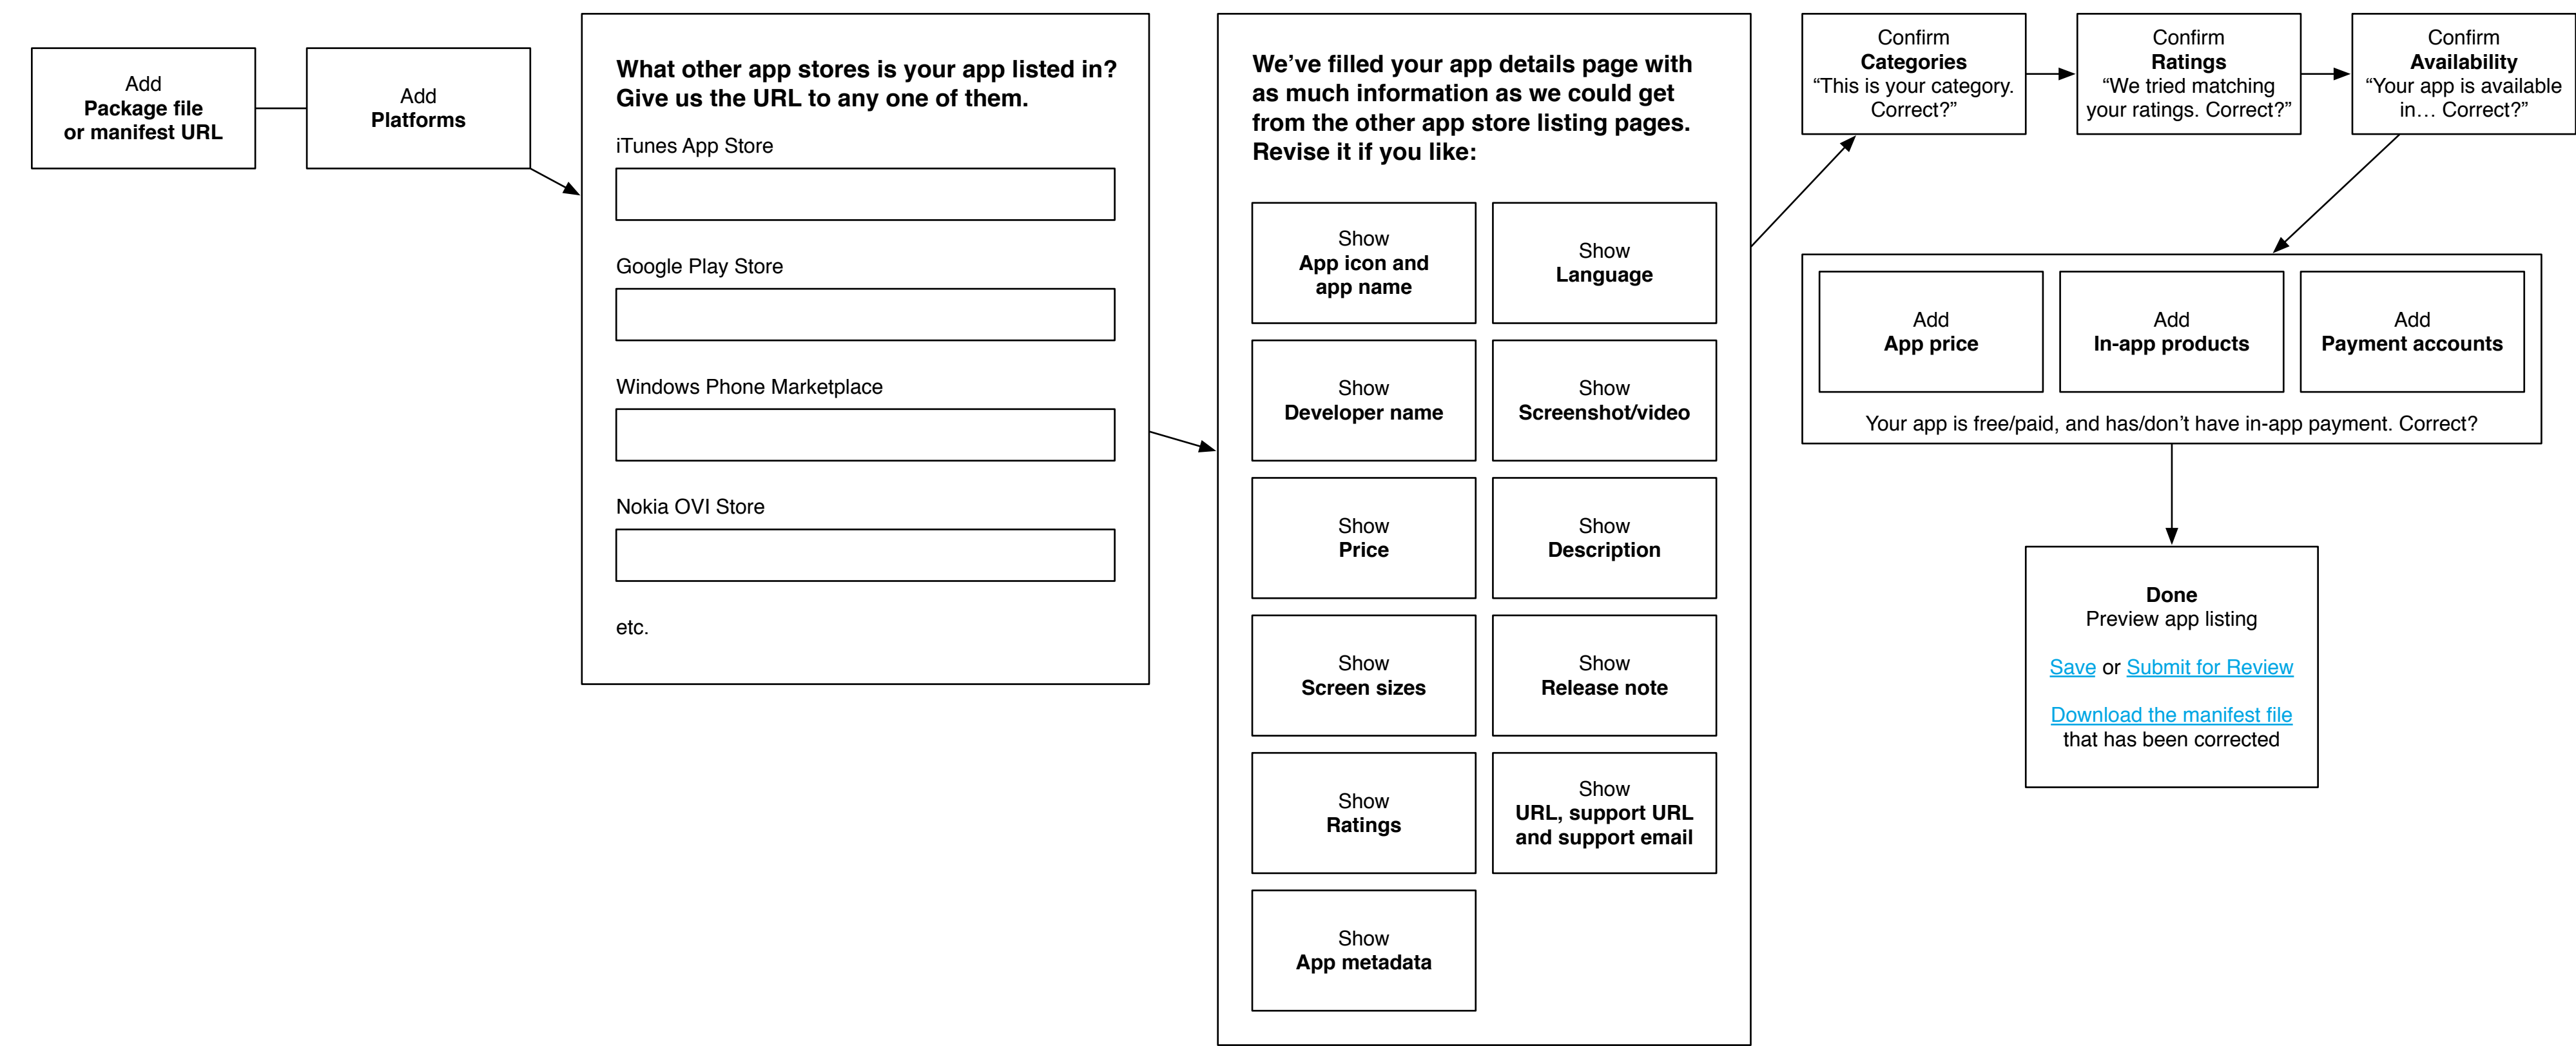 Add
Package file
or manifest URL
Add
Platforms
What other app stores is your app listed in?
Give us the URL to any one of them.
iTunes App Store
Google Play Store
Windows Phone Marketplace
Nokia OVI Store
etc.
We’ve filled your app details page with
as much information as we could get
from the other app store listing pages.
Revise it if you like:
Show
App icon and
app name
Show
Language
Show
Developer name
Show
Screenshot/video
Show
Price
Show
Description
Show
Screen sizes
Show
Release note
Show
Ratings
Show
URL, support URL
and support email
Show
App metadata
Confirm
Categories
“This is your category.
Correct?”
Confirm
Ratings
“We tried matching
your ratings. Correct?”
Confirm
Availability
“Your app is available
in… Correct?”
Add
App price
Add
In-app products
Add
Payment accounts
Your app is free/paid, and has/don’t have in-app payment. Correct?
Done
Preview app listing
Save or Submit for Review
Download the manifest file
that has been corrected